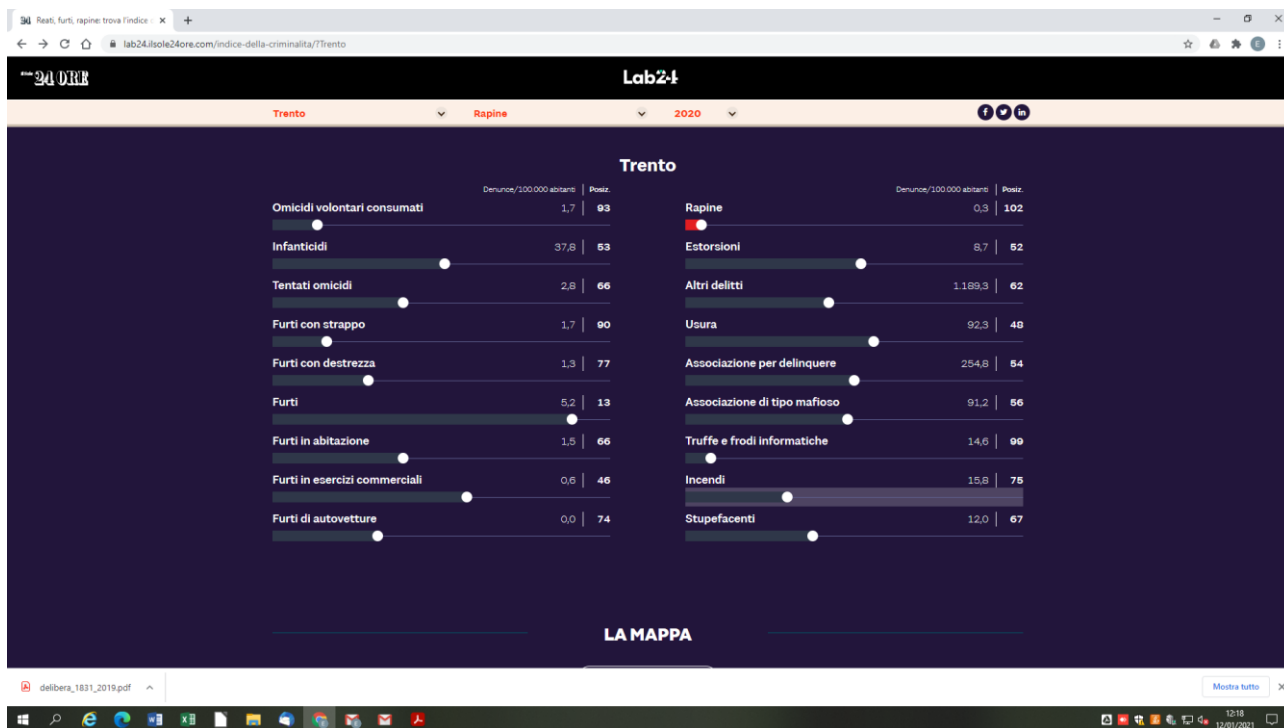 Reati, furti, rapine: trova l'indice
lab24.ilsole24ore.com/indice-della-criminalita/?Trento
E
24 ORE
Lab24
Trento Rapine 2020
Trento
Denunce/100.000 abitanti Posiz.
Omicidi volontari consumati 1,7 93
Infanticidi 37,8 53
Tentati omicidi 2,8 66
Furti con strappo 1,7 90
Furti con destrezza 1,3 77
Furti 5,2 13
Furti in abitazione 1,5 66
Furti in esercizi commerciali 0,6 46
Furti di autovetture 0,0 74
Denunce/100.000 abitanti Posiz.
Rapine 0,3 102
Estorsioni 8,7 52
Altri delitti 1.189,3 62
Usura 92,3 48
Associazione per delinquere 254,8 54
Associazione di tipo mafioso 91,2 56
Truffe e frodi informatiche 14,6 99
Incendi 15,8 75
Stupefacenti 12,0 67
LA MAPPA
delibera_1831_2019.pdf
Mostra tutto
12:18
12/01/2021